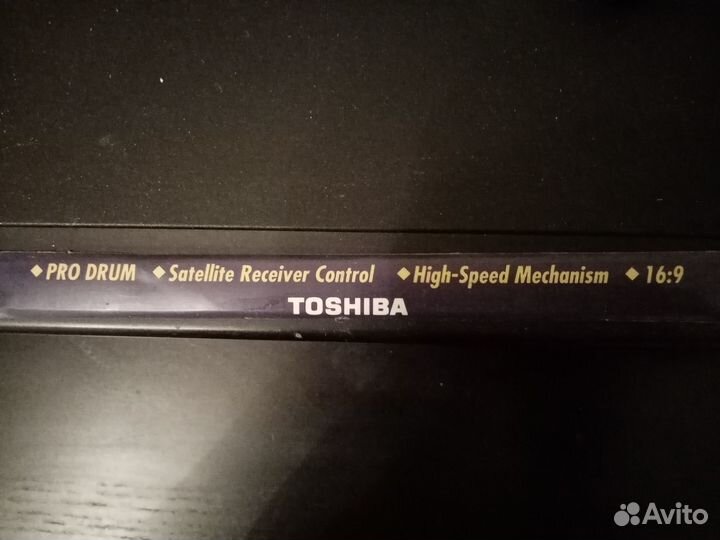 ◆PRO DRUM ◆Satellite Receiver Control ◆High-Speed Mechanism ◆16:9
TOSHIBA
Avito